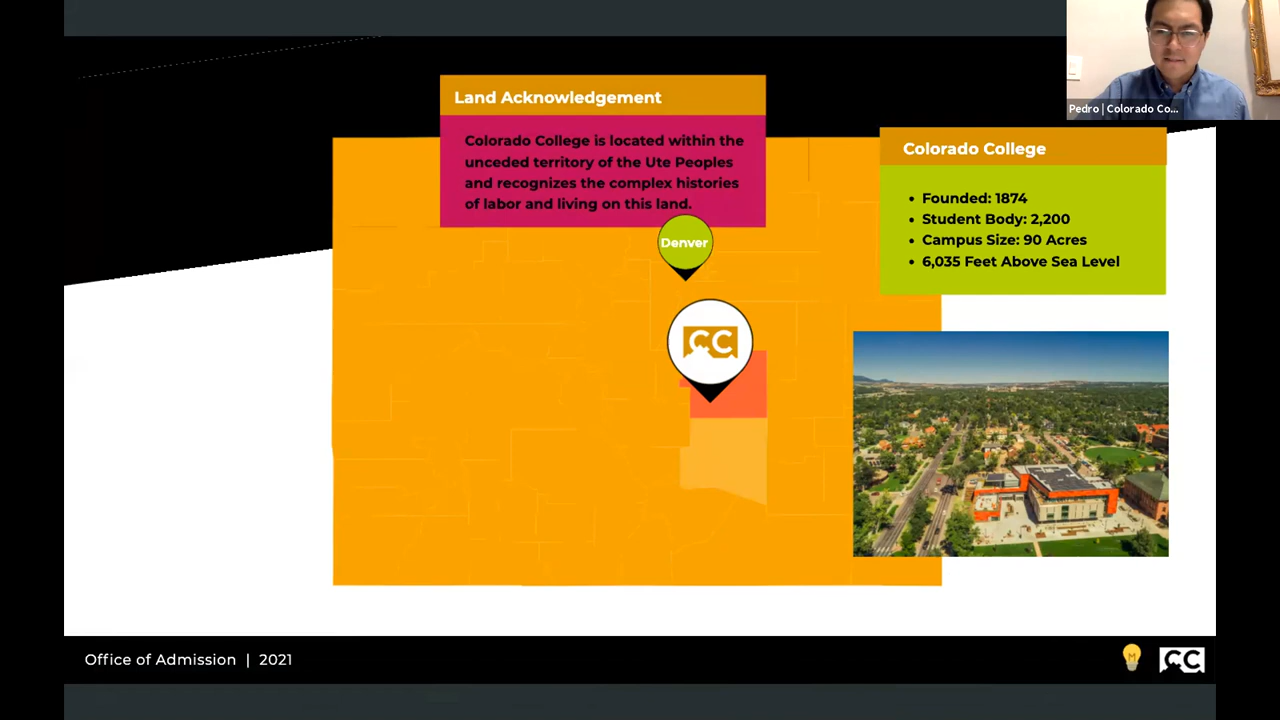 Pedro | Colorado Co...
Land Acknowledgement
Colorado College is located within the
unceded territory of the Ute Peoples
and recognizes the complex histories
of labor and living on this land.
Colorado College
• Founded: 1874
• Student Body: 2,200
• Campus Size: 90 Acres
• 6,035 Feet Above Sea Level
Denver
CC
Office of Admission | 2021
M
CC